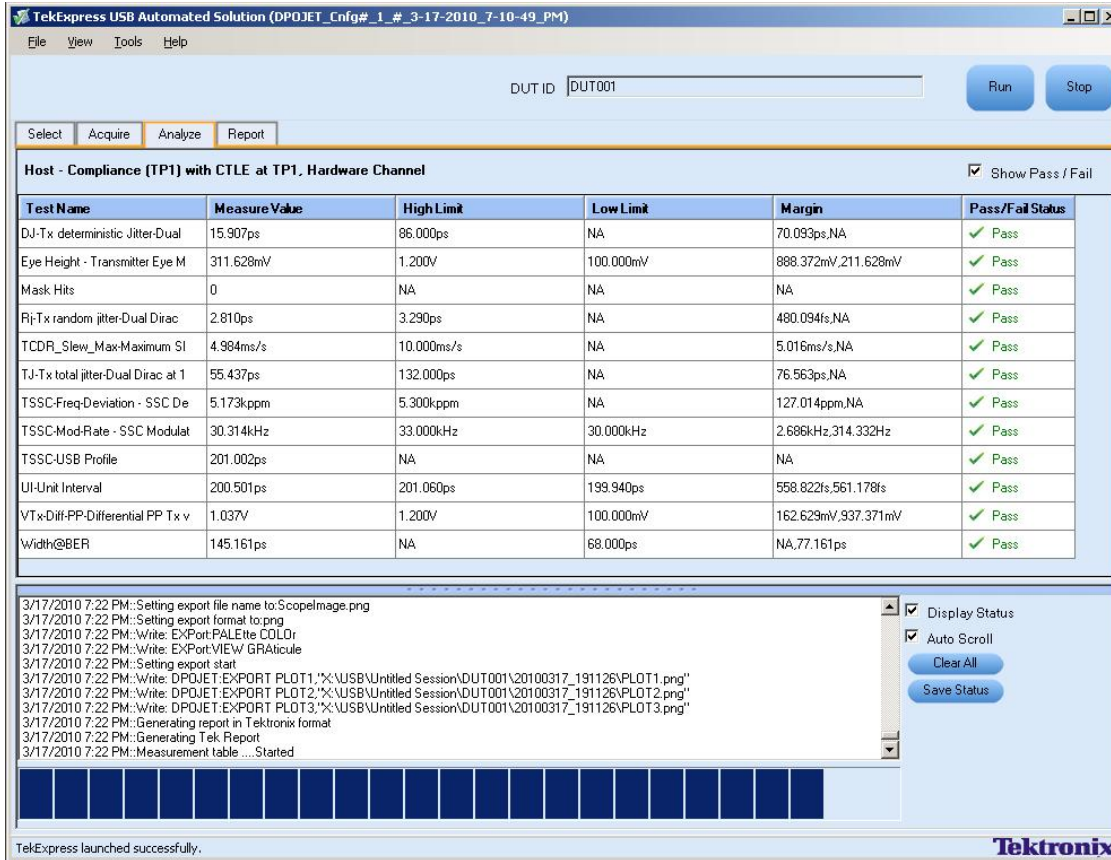 TekExpress USB Automated Solution (DPOJET_Cnfg#_1_#_3-17-2010_7-10-49_PM)
File View Tools Help
DUT ID DUT001 Run Stop
Select Acquire Analyze Report
Host - Compliance (TP1) with CTLE at TP1, Hardware Channel Show Pass / Fail
Test Name Measure Value High Limit Low Limit Margin Pass/Fail Status
DJ-Tx deterministic Jitter-Dual 15.907ps 86.000ps NA 70.093ps,NA Pass
Eye Height - Transmitter Eye M 311.628mV 1.200V 100.000mV 888.372mV,211.628mV Pass
Mask Hits 0 NA NA NA Pass
Rj-Tx random jitter-Dual Dirac 2.810ps 3.290ps NA 480.094fs,NA Pass
TCDR_Slew_Max-Maximum Sl 4.984ms/s 10.000ms/s NA 5.016ms/s,NA Pass
TJ-Tx total jitter-Dual Dirac at 1 55.437ps 132.000ps NA 76.563ps,NA Pass
TSSC-Freq-Deviation - SSC De 5.173kppm 5.300kppm NA 127.014ppm,NA Pass
TSSC-Mod-Rate - SSC Modulat 30.314kHz 33.000kHz 30.000kHz 2.686kHz,314.332Hz Pass
TSSC-USB Profile 201.002ps NA NA NA Pass
UI-Unit Interval 200.501ps 201.060ps 199.940ps 558.822fs,561.178fs Pass
VTx-Diff-PP-Differential PP Tx v 1.037V 1.200V 100.000mV 162.629mV,937.371mV Pass
Width@BER 145.161ps NA 68.000ps NA,77.161ps Pass
3/17/2010 7:22 PM::Setting export file name to:ScopeImage.png
3/17/2010 7:22 PM::Setting export format to:png
3/17/2010 7:22 PM::Write: EXPort:PALEtte COLOr
3/17/2010 7:22 PM::Write: EXPort:VIEW GRAticule
3/17/2010 7:22 PM::Setting export start
3/17/2010 7:22 PM::Write: DPOJET:EXPORT PLOT1,"X:\USB\Untitled Session\DUT001\20100317_191126\PLOT1.png"
3/17/2010 7:22 PM::Write: DPOJET:EXPORT PLOT2,"X:\USB\Untitled Session\DUT001\20100317_191126\PLOT2.png"
3/17/2010 7:22 PM::Write: DPOJET:EXPORT PLOT3,"X:\USB\Untitled Session\DUT001\20100317_191126\PLOT3.png"
3/17/2010 7:22 PM::Generating report in Tektronix format
3/17/2010 7:22 PM::Generating Tek Report
3/17/2010 7:22 PM::Measurement table ....Started
Display Status
Auto Scroll
Clear All
Save Status
TekExpress launched successfully.
Tektronix